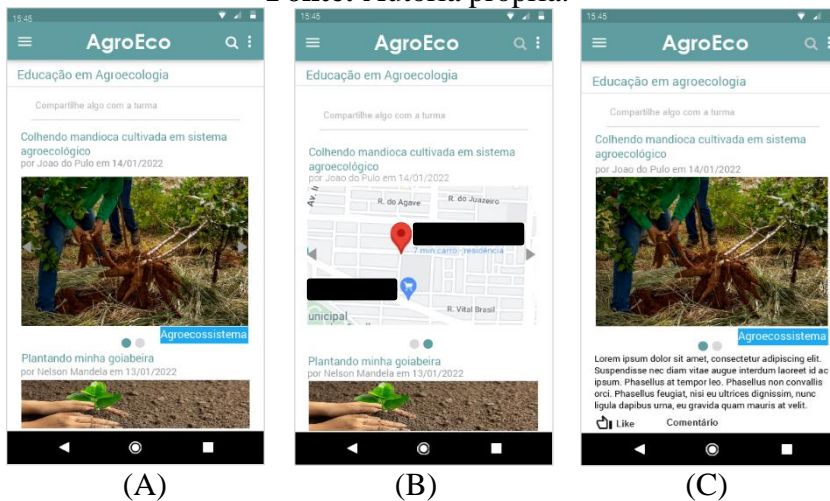 Fonte: Autoria própria.
15:45
AgroEco
Educação em Agroecologia
Compartilhe algo com a turma
Colhendo mandioca cultivada em sistema
agroecológico
por Joao do Pulo em 14/01/2022
Agroecossistema
Plantando minha goiabeira
por Nelson Mandela em 13/01/2022
(A)
15:45
AgroEco
Educação em Agroecologia
Compartilhe algo com a turma
Colhendo mandioca cultivada em sistema
agroecológico
por Joao do Pulo em 14/01/2022
R. do Agave
R. do Juazeiro
7 min carro - residência
unicipal
R. Vital Brasil
Plantando minha goiabeira
por Nelson Mandela em 13/01/2022
(B)
15:45
AgroEco
Educação em agroecologia
Compartilhe algo com a turma
Colhendo mandioca cultivada em sistema
agroecológico
por Joao do Pulo em 14/01/2022
Agroecossistema
Lorem ipsum dolor sit amet, consectetur adipiscing elit.
Suspendisse nec diam vitae augue interdum laoreet id ac
ipsum. Phasellus at tempor leo. Phasellus non convallis
orci. Phasellus feugiat, nisi eu ultrices dignissim, nunc
ligula dapibus urna, eu gravida quam mauris at velit.
Like Comentário
(C)